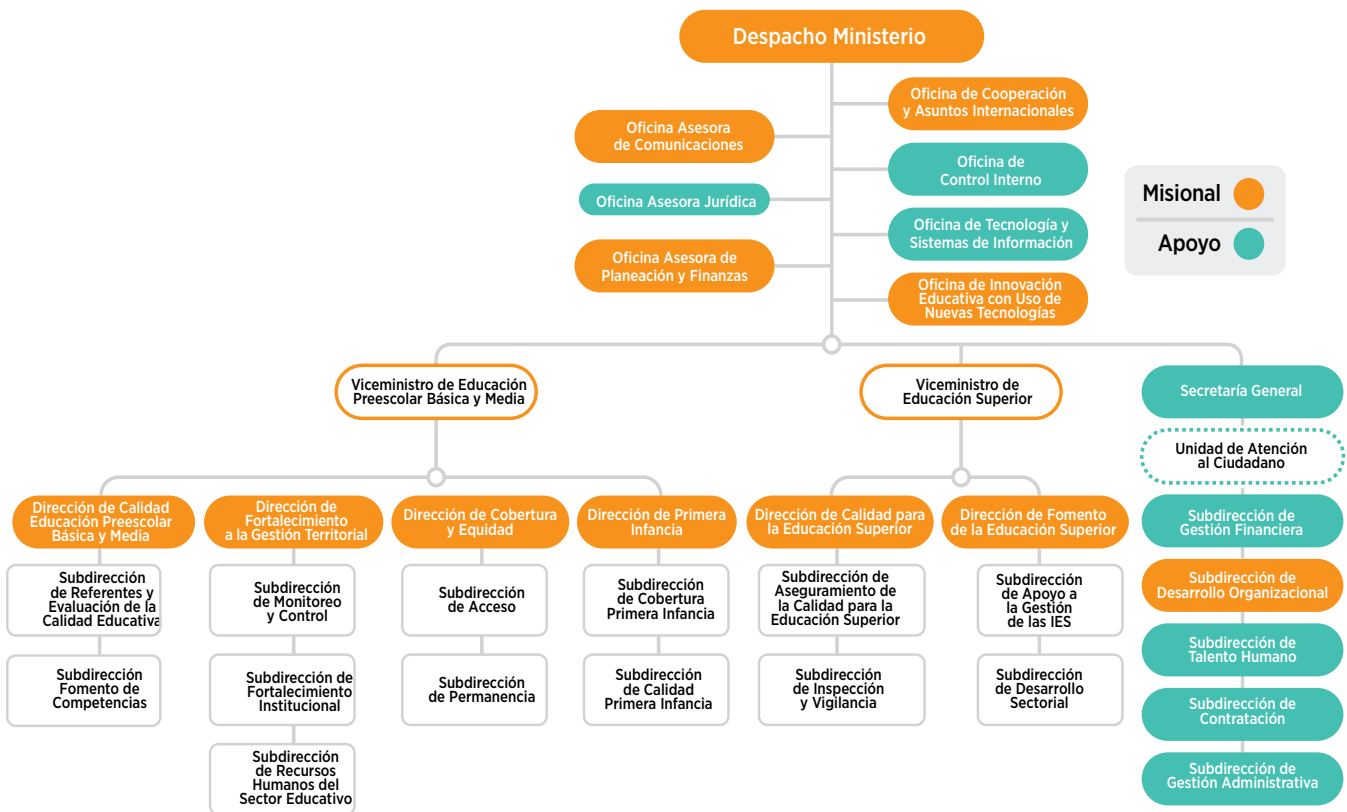 Despacho Ministerio
Oficina de Cooperación
y Asuntos Internacionales
Oficina Asesora
de Comunicaciones
Oficina de
Control Interno
Oficina Asesora Jurídica
Oficina de Tecnología y
Sistemas de Información
Oficina Asesora de
Planeación y Finanzas
Oficina de Innovación
Educativa con Uso de
Nuevas Tecnologías
Misional
Apoyo
Viceministro de Educación
Preescolar Básica y Media
Viceministro de
Educación Superior
Secretaría General
Unidad de Atención
al Ciudadano
Dirección de Calidad
Educación Preescolar
Básica y Media
Dirección de
Fortalecimiento
a la Gestión Territorial
Dirección de Cobertura
y Equidad
Dirección de Primera
Infancia
Dirección de Calidad para
la Educación Superior
Dirección de Fomento
de la Educación Superior
Subdirección de
Gestión Financiera
Subdirección
de Referentes y
Evaluación de la
Calidad Educativa
Subdirección
de Monitoreo
y Control
Subdirección
de Acceso
Subdirección
de Cobertura
Primera Infancia
Subdirección de
Aseguramiento de
la Calidad para la
Educación Superior
Subdirección
de Apoyo a
la Gestión
de las IES
Subdirección de
Desarrollo Organizacional
Subdirección
Fomento de
Competencias
Subdirección de
Fortalecimiento
Institucional
Subdirección
de Permanencia
Subdirección
de Calidad
Primera Infancia
Subdirección
de Inspección
y Vigilancia
Subdirección
de Desarrollo
Sectorial
Subdirección de
Talento Humano
Subdirección de
Contratación
Subdirección
de Recursos
Humanos del
Sector Educativo
Subdirección de
Gestión Administrativa